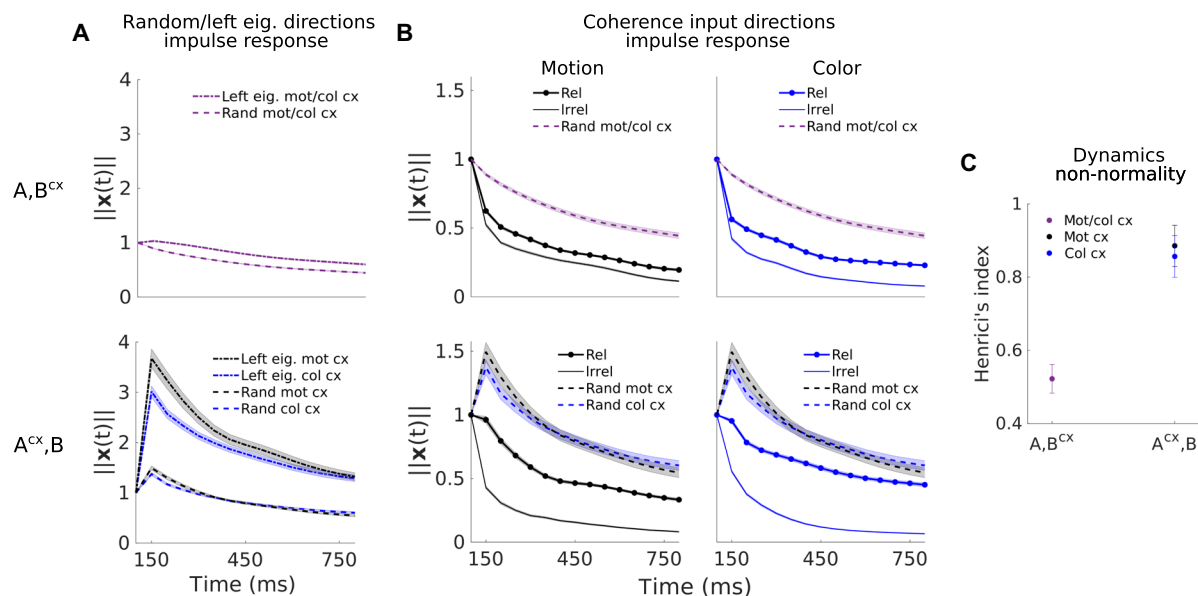 A
Random/left eig. directions
impulse response
B
Coherence input directions
impulse response
Motion
Color
A,Bcx
||x(t)||
4
3
2
1
0
Left eig. mot/col cx
Rand mot/col cx
||x(t)||
1.5
1
0.5
0
Rel
Irrel
Rand mot/col cx
Rel
Irrel
Rand mot/col cx
Acx,B
||x(t)||
4
3
2
1
0
Left eig. mot cx
Left eig. col cx
Rand mot cx
Rand col cx
150 450 750
Time (ms)
||x(t)||
1.5
1
0.5
0
Rel
Irrel
Rand mot cx
Rand col cx
150 450 750
Rel
Irrel
Rand mot cx
Rand col cx
150 450 750
Time (ms)
C
Dynamics
non-normality
Henrici's index
1
0.8
0.6
0.4
Mot/col cx
Mot cx
Col cx
A,BCX
Acx,B